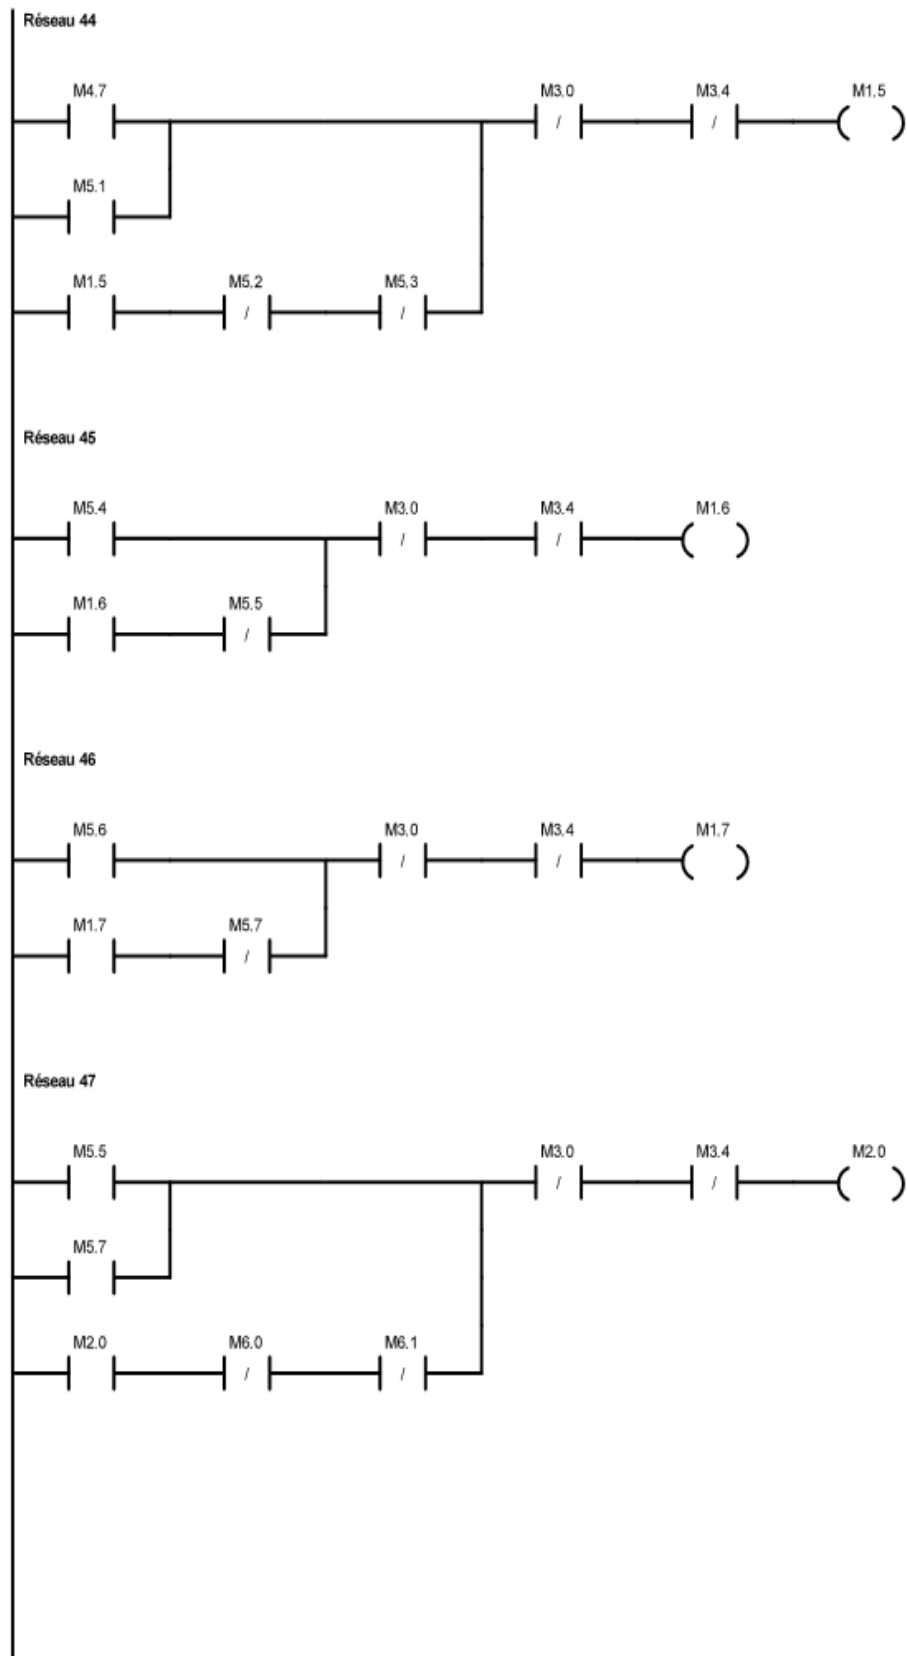 Réseau 44
M4.7 M3.0 M3.4 M1.5
/ /
M5.1
M1.5 M5.2 M5.3
/ /
Réseau 45
M5.4 M3.0 M3.4 M1.6
/ /
M1.6 M5.5
/
Réseau 46
M5.6 M3.0 M3.4 M1.7
/ /
M1.7 M5.7
/
Réseau 47
M5.5 M3.0 M3.4 M2.0
/ /
M5.7
M2.0 M6.0 M6.1
/ /